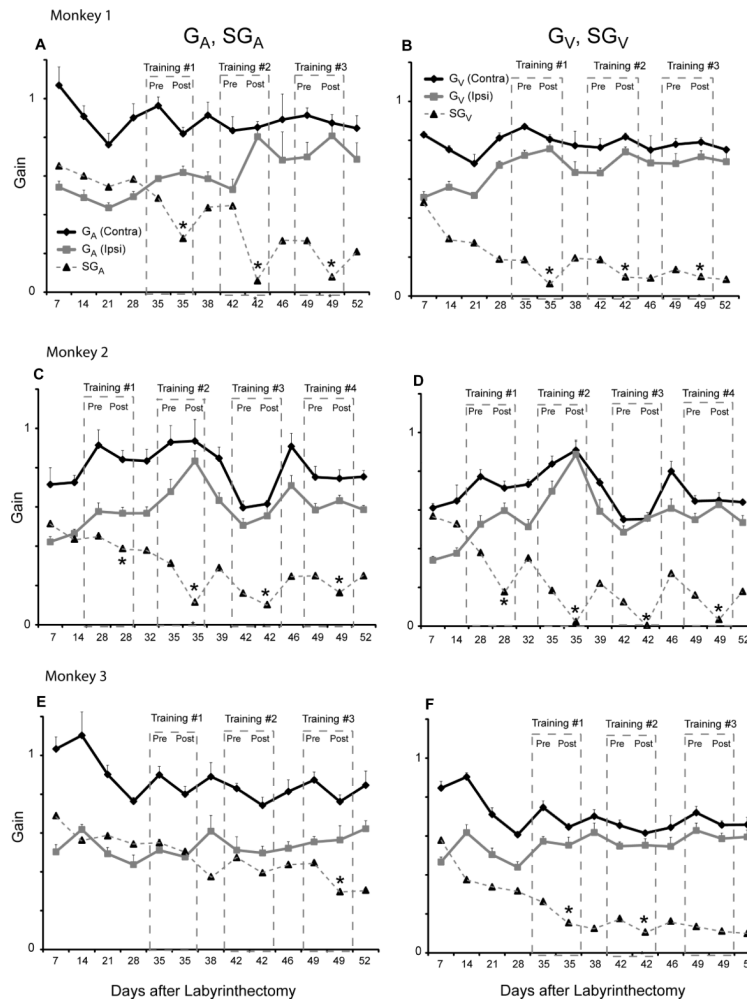 Monkey 1
G_A, SG_A
G_V, SG_V
A
Training #1
Training #2
Training #3
Pre Post
Pre Post
Pre Post
1
Gain
0
G_A (Contra)
G_A (Ipsi)
SG_A
*
*
*
7 14 21 28 35 35 38 42 42 46 49 49 52
B
G_V (Contra)
G_V (Ipsi)
SG_V
Training #1
Training #2
Training #3
Pre Post
Pre Post
Pre Post
1
0
*
*
*
7 14 21 28 35 35 38 42 42 46 49 49 52
Monkey 2
C
Training #1
Training #2
Training #3
Training #4
Pre Post
Pre Post
Pre Post
Pre Post
1
Gain
0
*
*
*
*
7 14 28 28 32 35 35 39 42 42 46 49 49 52
D
Training #1
Training #2
Training #3
Training #4
Pre Post
Pre Post
Pre Post
Pre Post
1
0
*
*
*
*
7 14 28 28 32 35 35 39 42 42 46 49 49 52
Monkey 3
E
Training #1
Training #2
Training #3
Pre Post
Pre Post
Pre Post
1
Gain
0
*
7 14 21 28 35 35 38 42 42 46 49 49 52
Days after Labyrinthectomy
F
Training #1
Training #2
Training #3
Pre Post
Pre Post
Pre Post
1
0
*
*
7 14 21 28 35 35 38 42 42 46 49 49
Days after Labyrinthectomy